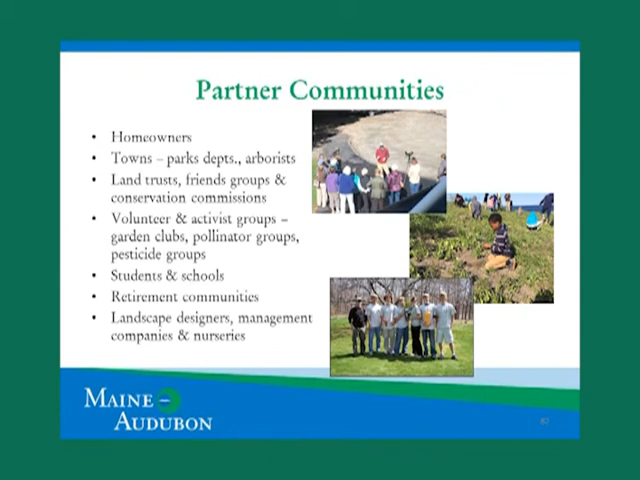 Partner Communities
• Homeowners
• Towns – parks depts., arborists
• Land trusts, friends groups &
conservation commissions
• Volunteer & activist groups –
garden clubs, pollinator groups,
pesticide groups
• Students & schools
• Retirement communities
• Landscape designers, management
companies & nurseries
MAINE
AUDUBON